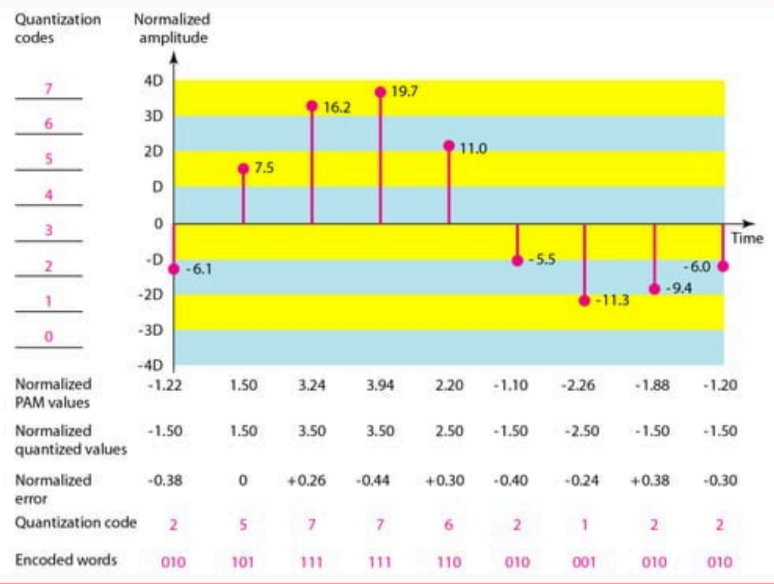 Quantization codes
Normalized amplitude
7
6
5
4
3
2
1
0
4D
3D
2D
D
0
-D
-2D
-3D
-4D
-6.1
7.5
16.2
19.7
11.0
-5.5
-11.3
-9.4
-6.0
Time
Normalized PAM values -1.22 1.50 3.24 3.94 2.20 -1.10 -2.26 -1.88 -1.20
Normalized quantized values -1.50 1.50 3.50 3.50 2.50 -1.50 -2.50 -1.50 -1.50
Normalized error -0.38 0 +0.26 -0.44 +0.30 -0.40 -0.24 +0.38 -0.30
Quantization code 2 5 7 7 6 2 1 2 2
Encoded words 010 101 111 111 110 010 001 010 010